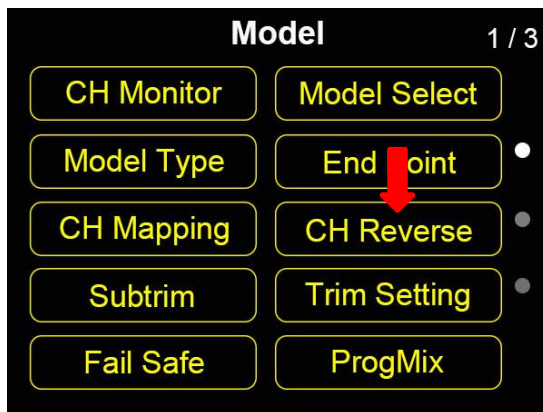 Model
1 / 3
CH Monitor
Model Select
Model Type
End oint
CH Mapping
CH Reverse
Subtrim
Trim Setting
Fail Safe
ProgMix